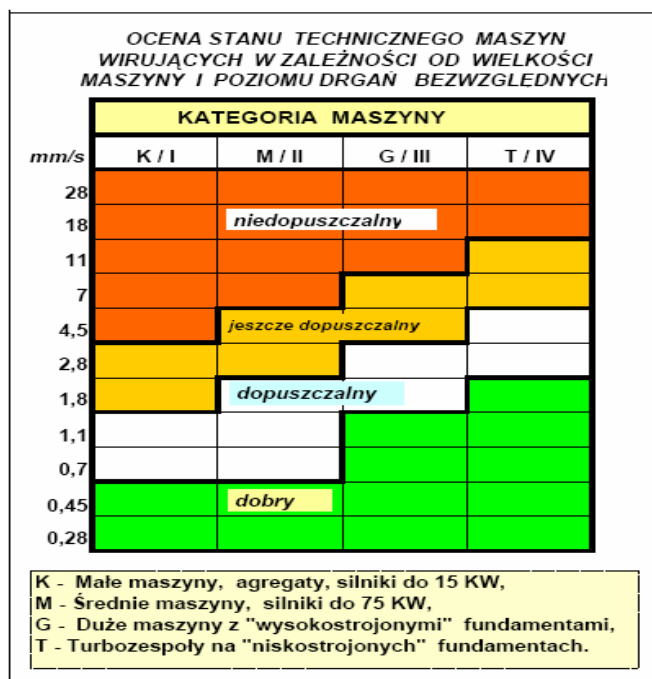 OCENA STANU TECHNICZNEGO MASZYN
WIRUJĄCYCH W ZALEŻNOŚCI OD WIELKOŚCI
MASZYNY I POZIOMU DRGAŃ BEZWZGLĘDNYCH
KATEGORIA MASZYNY
mm/s K / I M / II G / III T / IV
28
18 niedopuszczalny
11
7
4,5 jeszcze dopuszczalny
2,8
1,8 dopuszczalny
1,1
0,7
0,45 dobry
0,28
K - Małe maszyny, agregaty, silniki do 15 KW,
M - Średnie maszyny, silniki do 75 KW,
G - Duże maszyny z "wysokostrojonymi" fundamentami,
T - Turbozespoły na "niskostrojonych" fundamentach.